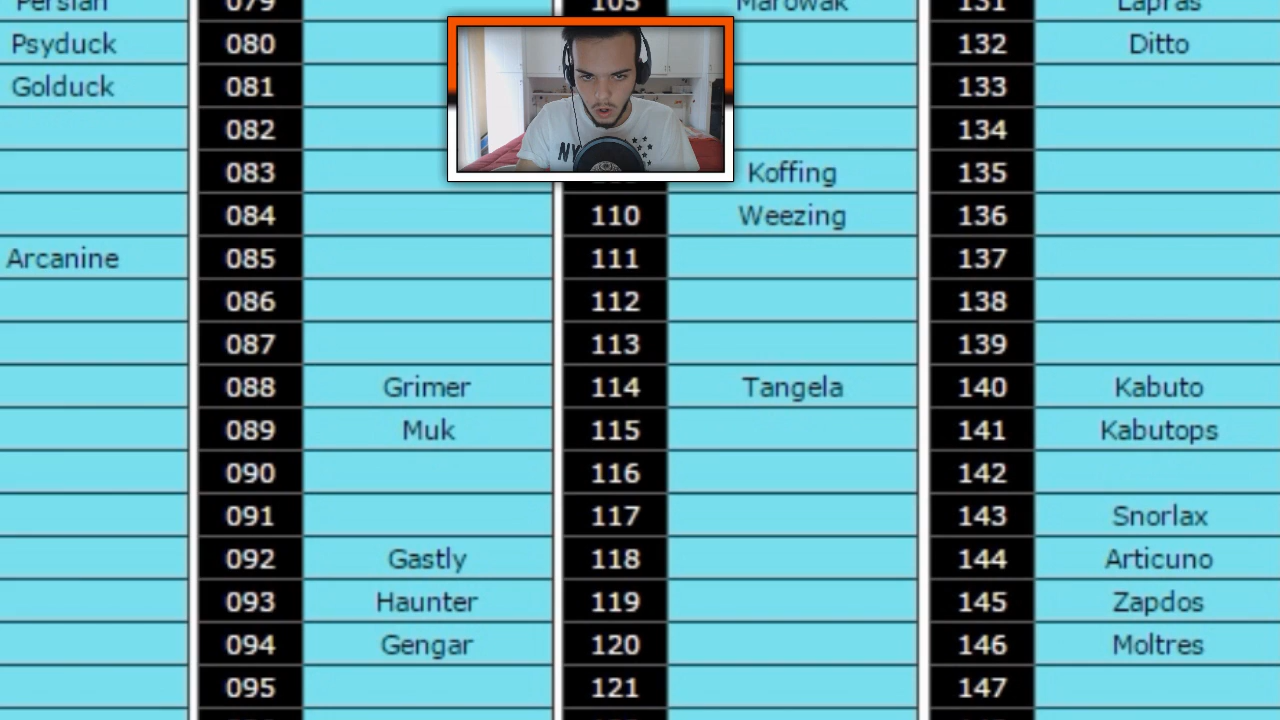 Persian 079 105 Marowak 131 Lapras
Psyduck 080 132 Ditto
Golduck 081 133
082 134
083 Koffing 135
084 110 Weezing 136
Arcanine 085 111 137
086 112 138
087 113 139
088 Grimer 114 Tangela 140 Kabuto
089 Muk 115 141 Kabutops
090 116 142
091 117 143 Snorlax
092 Gastly 118 144 Articuno
093 Haunter 119 145 Zapdos
094 Gengar 120 146 Moltres
095 121 147
NY